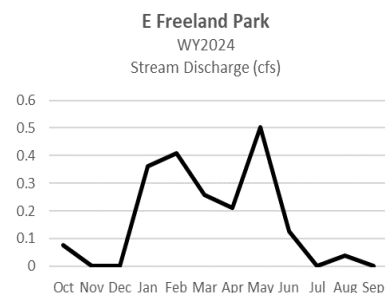 E Freeland Park
WY2024
Stream Discharge (cfs)
0.6
0.5
0.4
0.3
0.2
0.1
0
Oct Nov Dec Jan Feb Mar Apr May Jun Jul Aug Sep